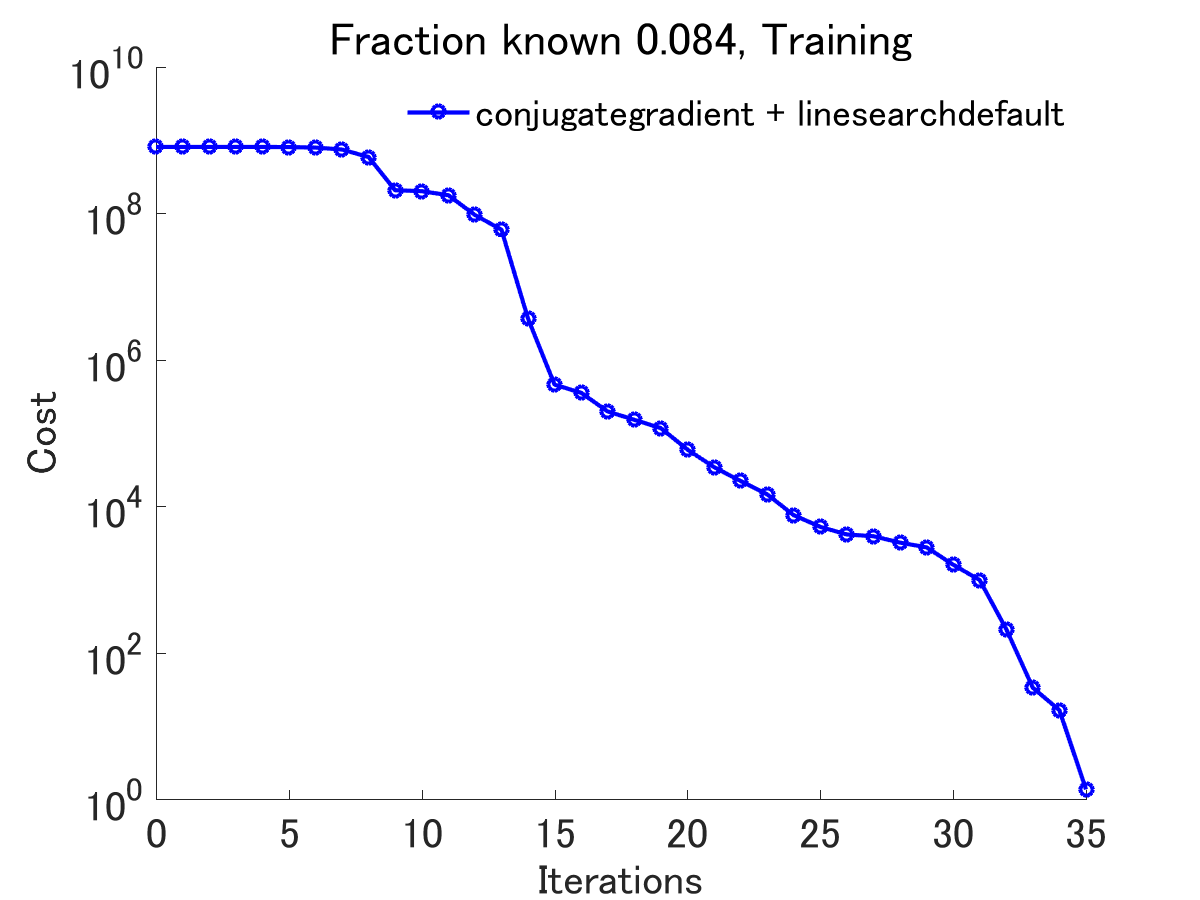 Fraction known 0.084, Training
conjugategradient + linesearchdefault
10^10
10^8
10^6
10^4
10^2
10^0
Cost
0 5 10 15 20 25 30 35
Iterations